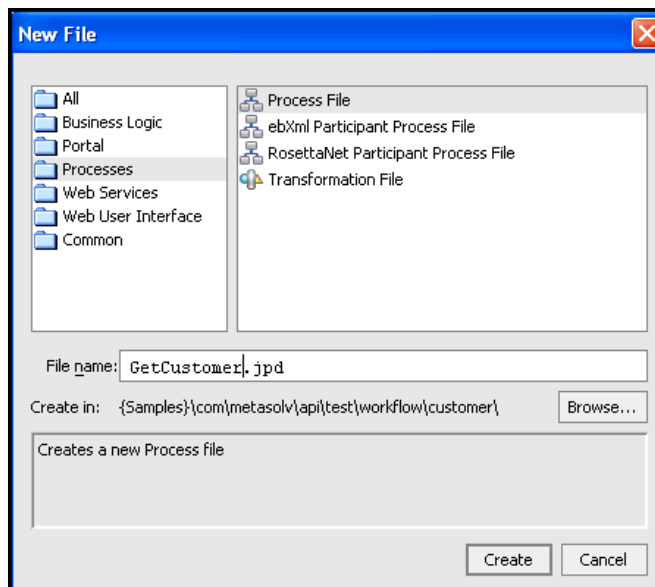 New File
All
Business Logic
Portal
Processes
Web Services
Web User Interface
Common
Process File
ebXml Participant Process File
RosettaNet Participant Process File
Transformation File
File name: GetCustomer.jpd
Create in: {Samples}\com\metasolv\api\test\workflow\customer\ Browse...
Creates a new Process file
Create Cancel